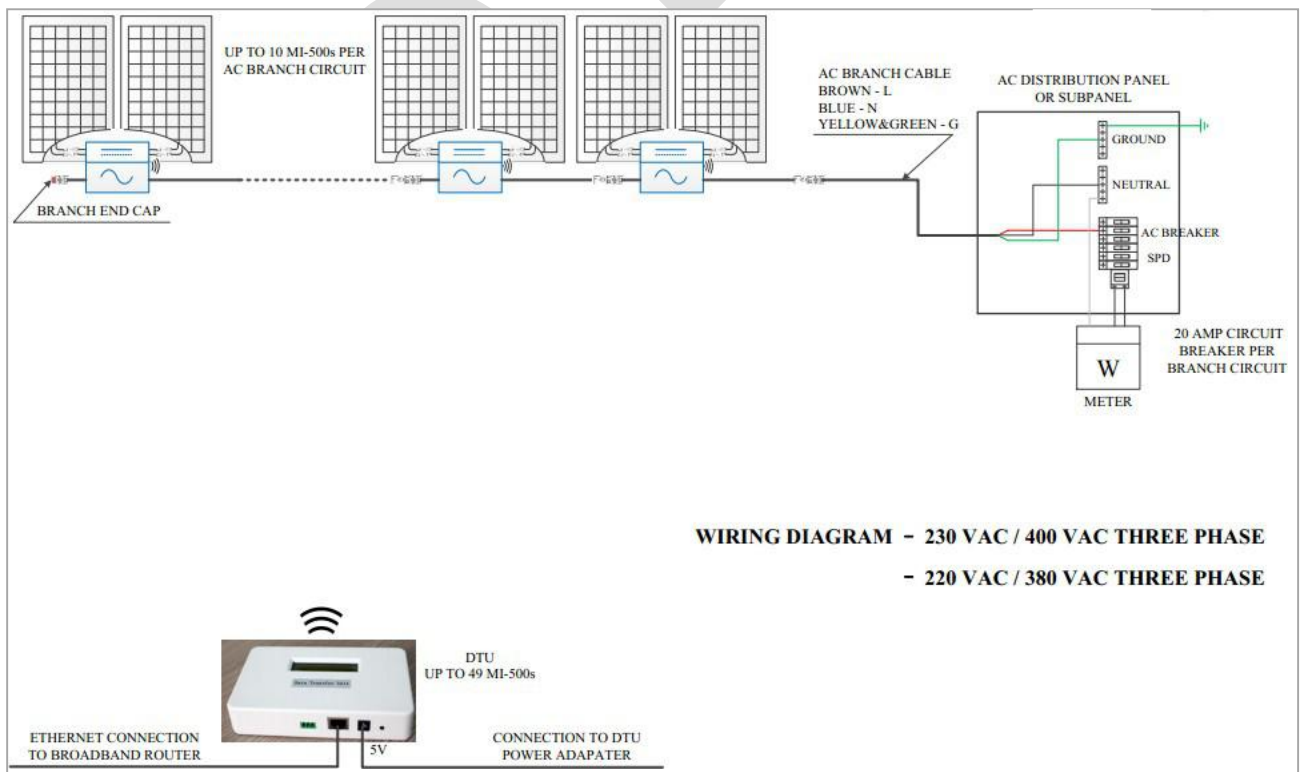 UP TO 10 MI-500s PER
AC BRANCH CIRCUIT
AC BRANCH CABLE
BROWN - L
BLUE - N
YELLOW&GREEN - G
AC DISTRIBUTION PANEL
OR SUBPANEL
GROUND
NEUTRAL
AC BREAKER
SPD
BRANCH END CAP
20 AMP CIRCUIT
BREAKER PER
BRANCH CIRCUIT
W
METER
WIRING DIAGRAM - 230 VAC / 400 VAC THREE PHASE
- 220 VAC / 380 VAC THREE PHASE
DTU
UP TO 49 MI-500s
Data Transfer Unit
ETHERNET CONNECTION
TO BROADBAND ROUTER
5V
CONNECTION TO DTU
POWER ADAPATER